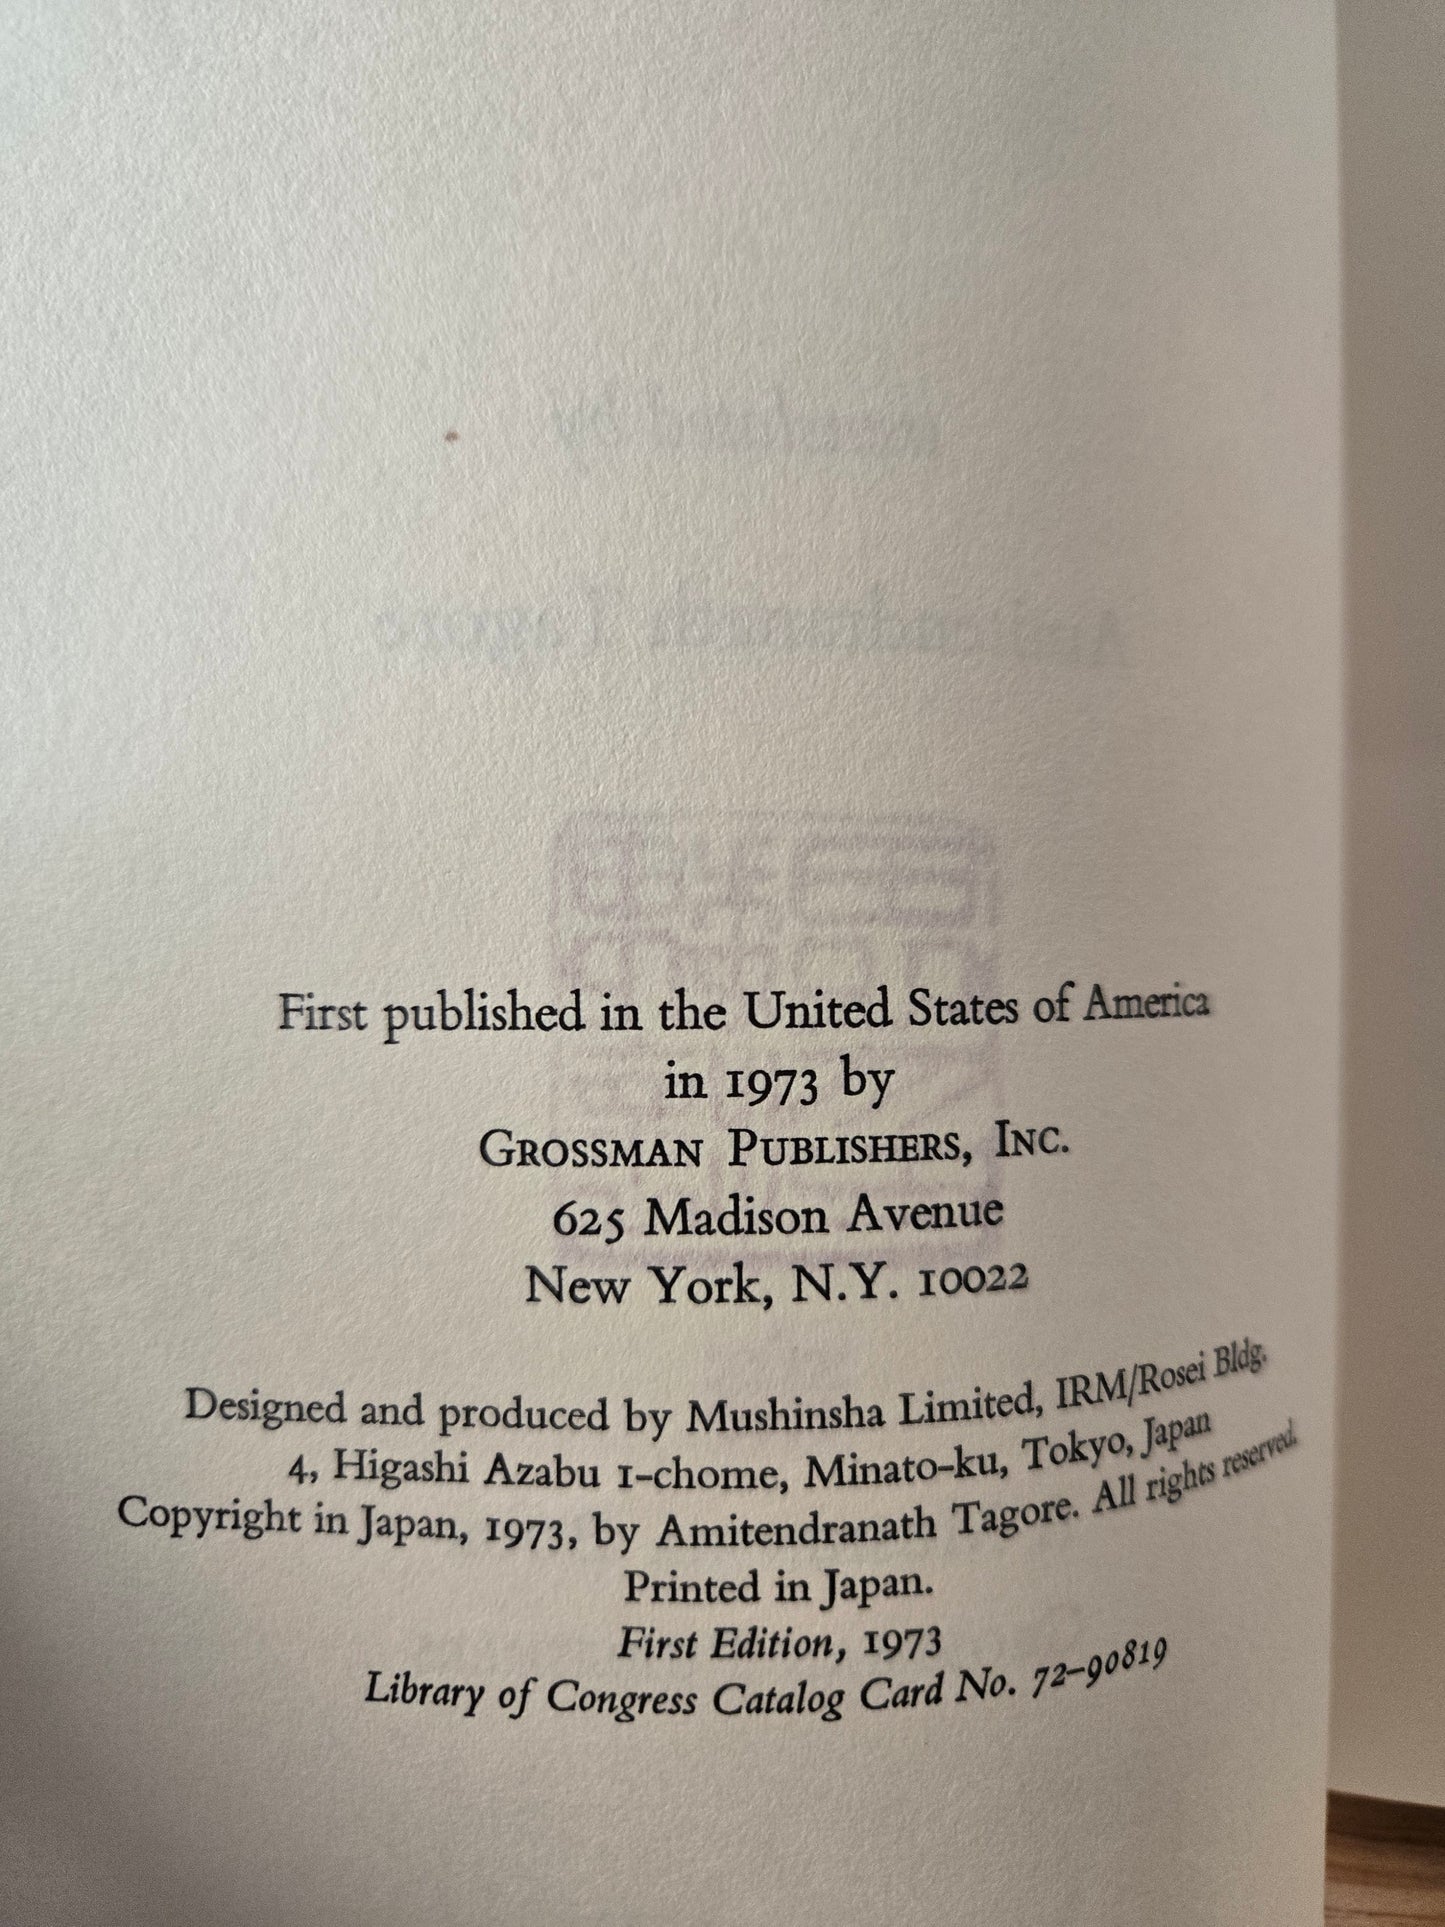 First published in the United States of America
in 1973 by
GROSSMAN PUBLISHERS, INC.
625 Madison Avenue
New York, N.Y. 10022
Designed and produced by Mushinsha Limited, IRM/Rosei Bldg.
4, Higashi Azabu 1-chome, Minato-ku, Tokyo, Japan
Copyright in Japan, 1973, by Amitendranath Tagore. All rights reserved.
Printed in Japan.
First Edition, 1973
Library of Congress Catalog Card No. 72-90819